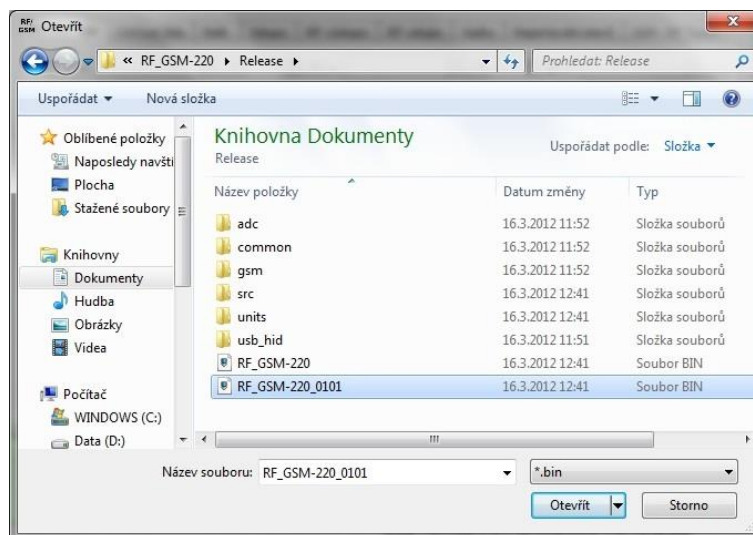 RF/GSM Otevřít
« RF_GSM-220 ▸ Release ▸ Prohledat: Release
Uspořádat ▾ Nová složka
Oblíbené položky
Naposledy navští
Plocha
Stažené soubory
Knihovny
Dokumenty
Hudba
Obrázky
Videa
Počítač
WINDOWS (C:)
Data (D:)
Knihovna Dokumenty
Release
Uspořádat podle: Složka ▾
Název položky Datum změny Typ
adc 16.3.2012 11:52 Složka souborů
common 16.3.2012 11:52 Složka souborů
gsm 16.3.2012 11:52 Složka souborů
src 16.3.2012 12:41 Složka souborů
units 16.3.2012 12:41 Složka souborů
usb_hid 16.3.2012 11:51 Složka souborů
RF_GSM-220 16.3.2012 12:41 Soubor BIN
RF_GSM-220_0101 16.3.2012 12:41 Soubor BIN
Název souboru: RF_GSM-220_0101 *.bin
Otevřít Storno